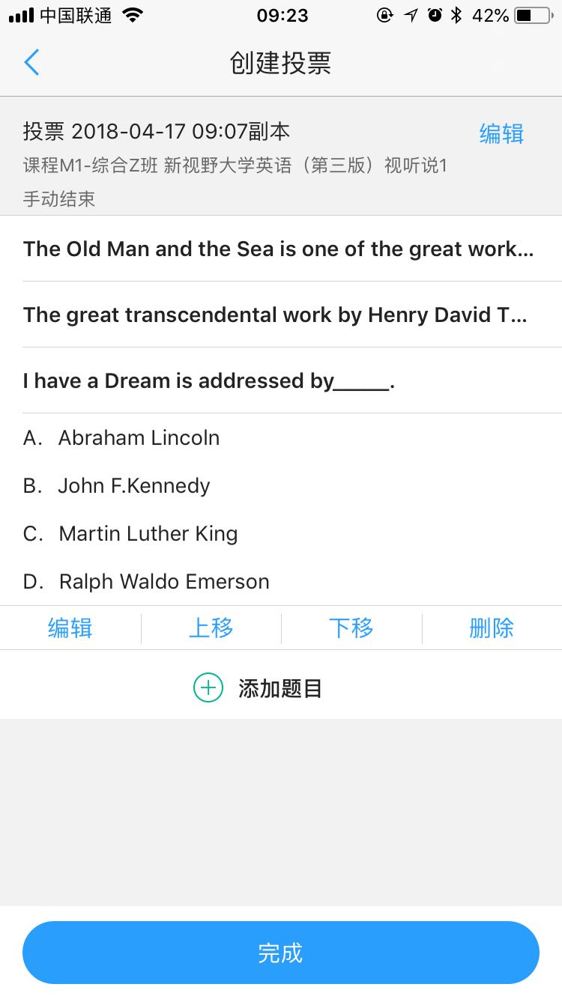 中国联通 09:23 42%
创建投票
投票 2018-04-17 09:07副本 编辑
课程M1-综合Z班 新视野大学英语（第三版）视听说1
手动结束
The Old Man and the Sea is one of the great work...
The great transcendental work by Henry David T...
I have a Dream is addressed by______.
A. Abraham Lincoln
B. John F.Kennedy
C. Martin Luther King
D. Ralph Waldo Emerson
编辑 上移 下移 删除
添加题目
完成